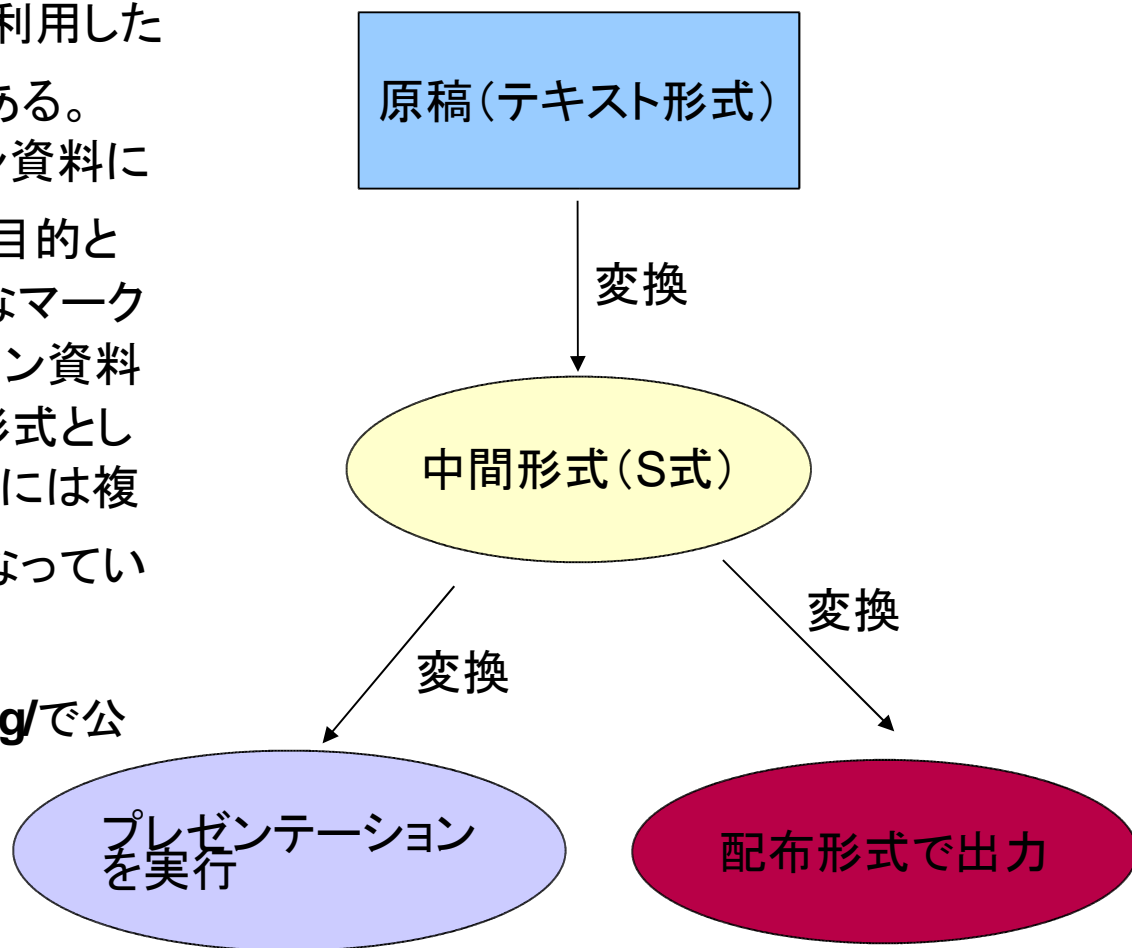 利用した
ある。
ン資料に
目的と
なマーク
ン資料
形式とし
には複
なってい
g/で公
原稿（テキスト形式）
変換
中間形式（S式）
変換
変換
プレゼンテーション
を実行
配布形式で出力